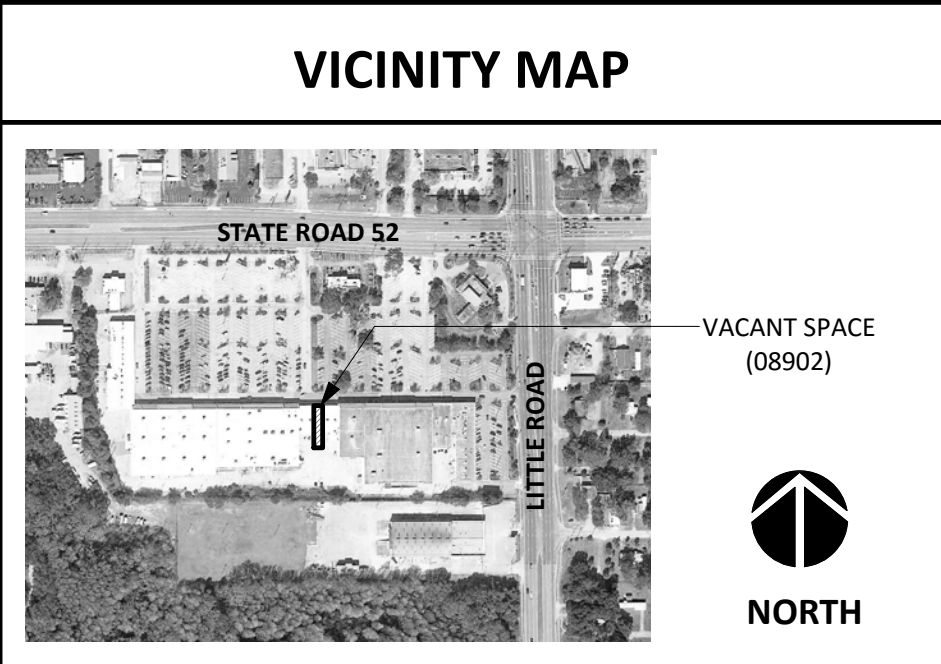 VICINITY MAP
STATE ROAD 52
VACANT SPACE
(08902)
LITTLE ROAD
NORTH